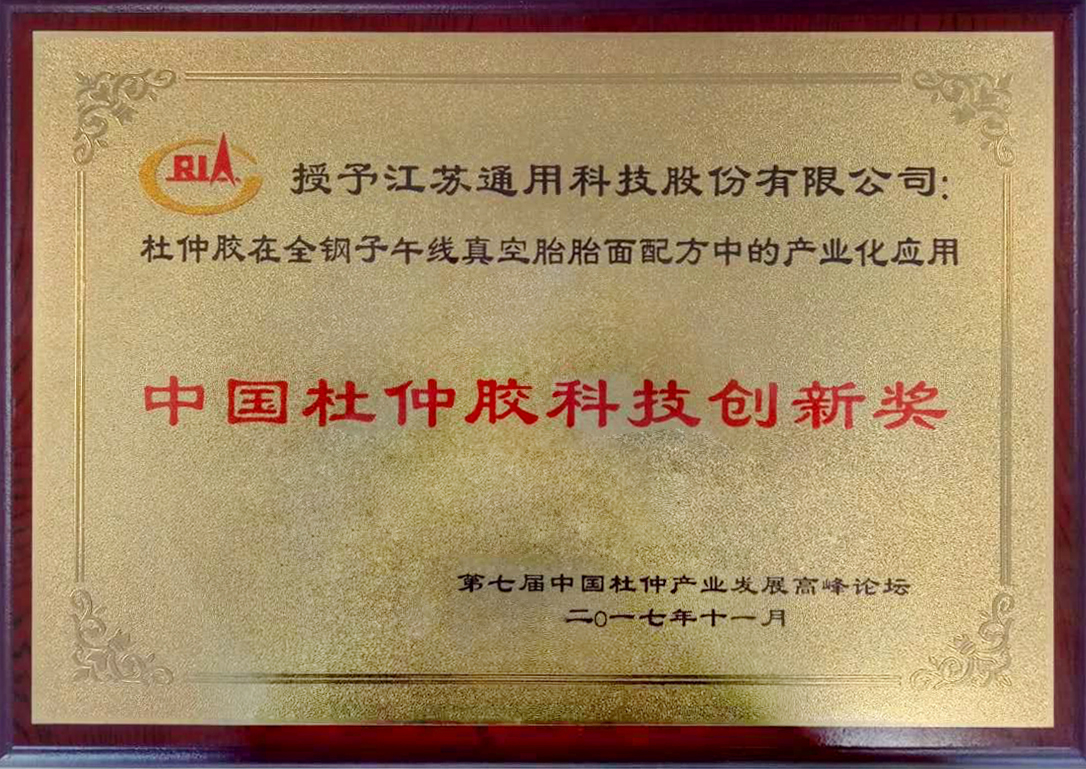 CRIA 授予江苏通用科技股份有限公司:
杜仲胶在全钢子午线真空胎胎面配方中的产业化应用
中国杜仲胶科技创新奖
第七届中国杜仲产业发展高峰论坛
二〇一七年十一月